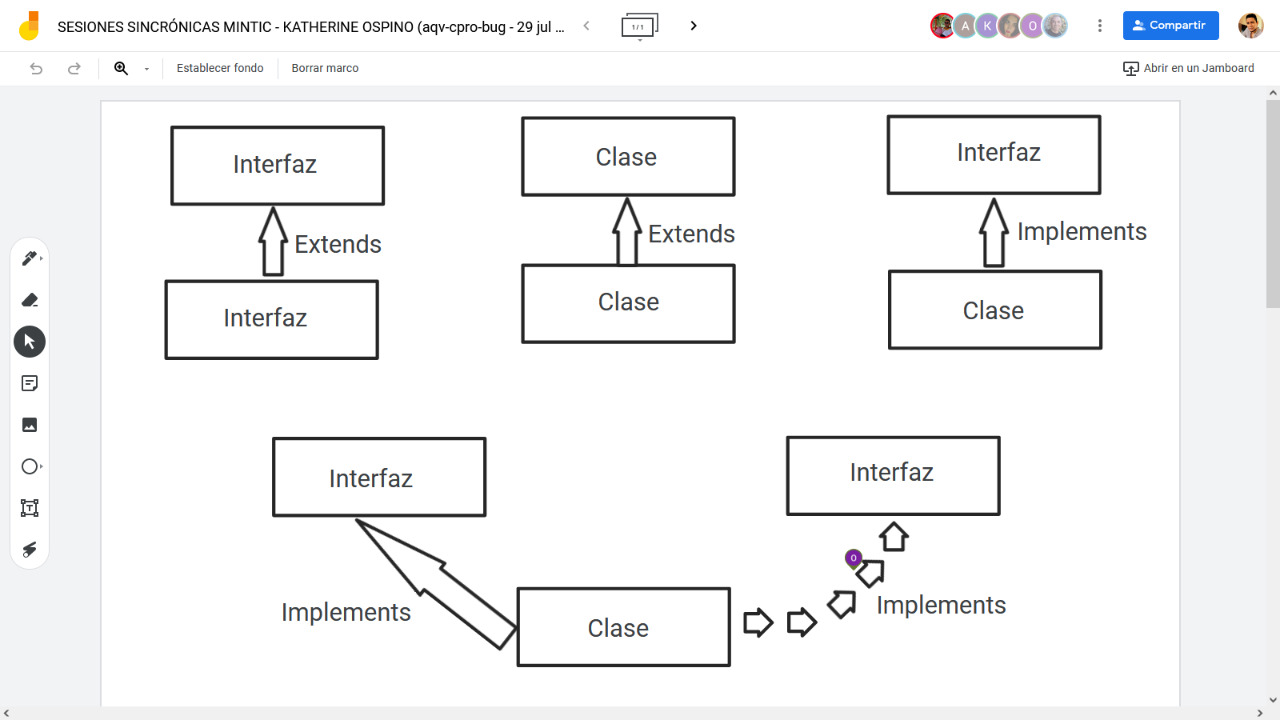 SESIONES SINCRÓNICAS MINTIC - KATHERINE OSPINO (aqv-cpro-bug - 29 jul ...
1/1
A
K
O
Compartir
Establecer fondo
Borrar marco
Abrir en un Jamboard
Interfaz
Clase
Interfaz
Extends
Extends
Implements
Interfaz
Clase
Clase
Interfaz
Interfaz
O
Implements
Clase
Implements
T